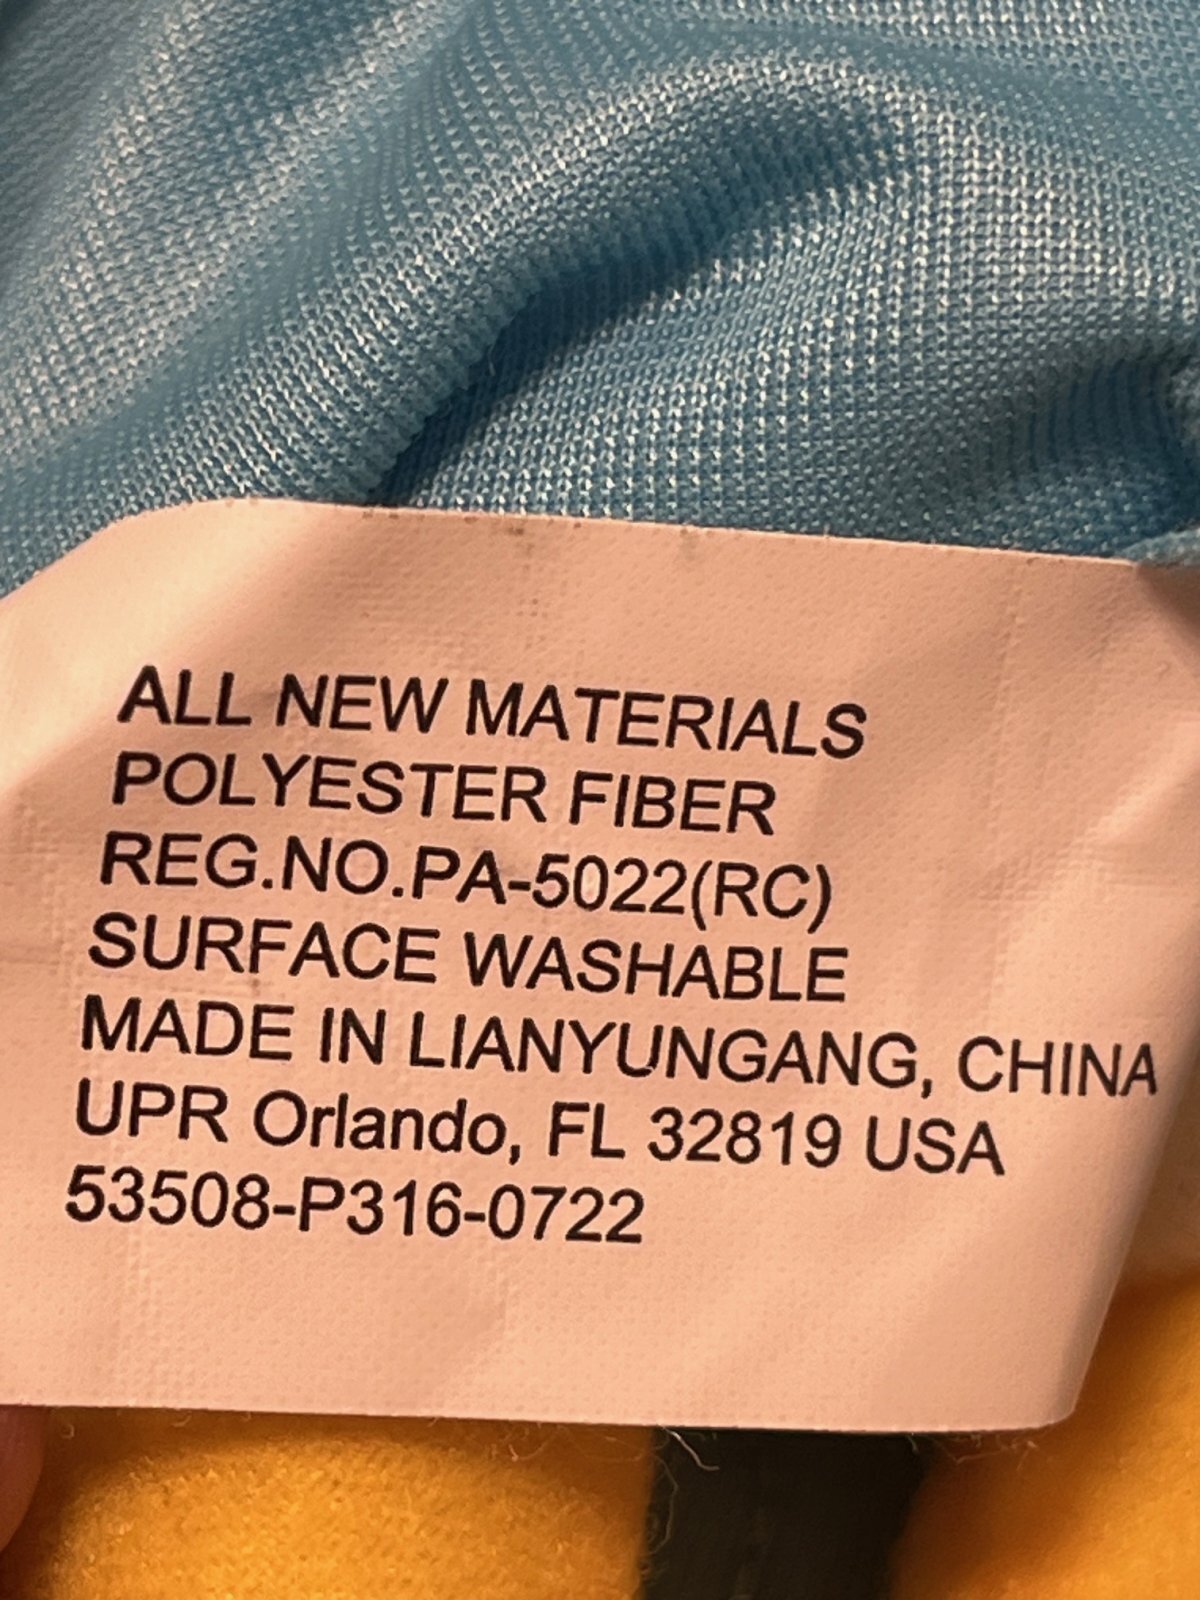 ALL NEW MATERIALS
POLYESTER FIBER
REG.NO.PA-5022(RC)
SURFACE WASHABLE
MADE IN LIANYUNGANG, CHINA
UPR Orlando, FL 32819 USA
53508-P316-0722